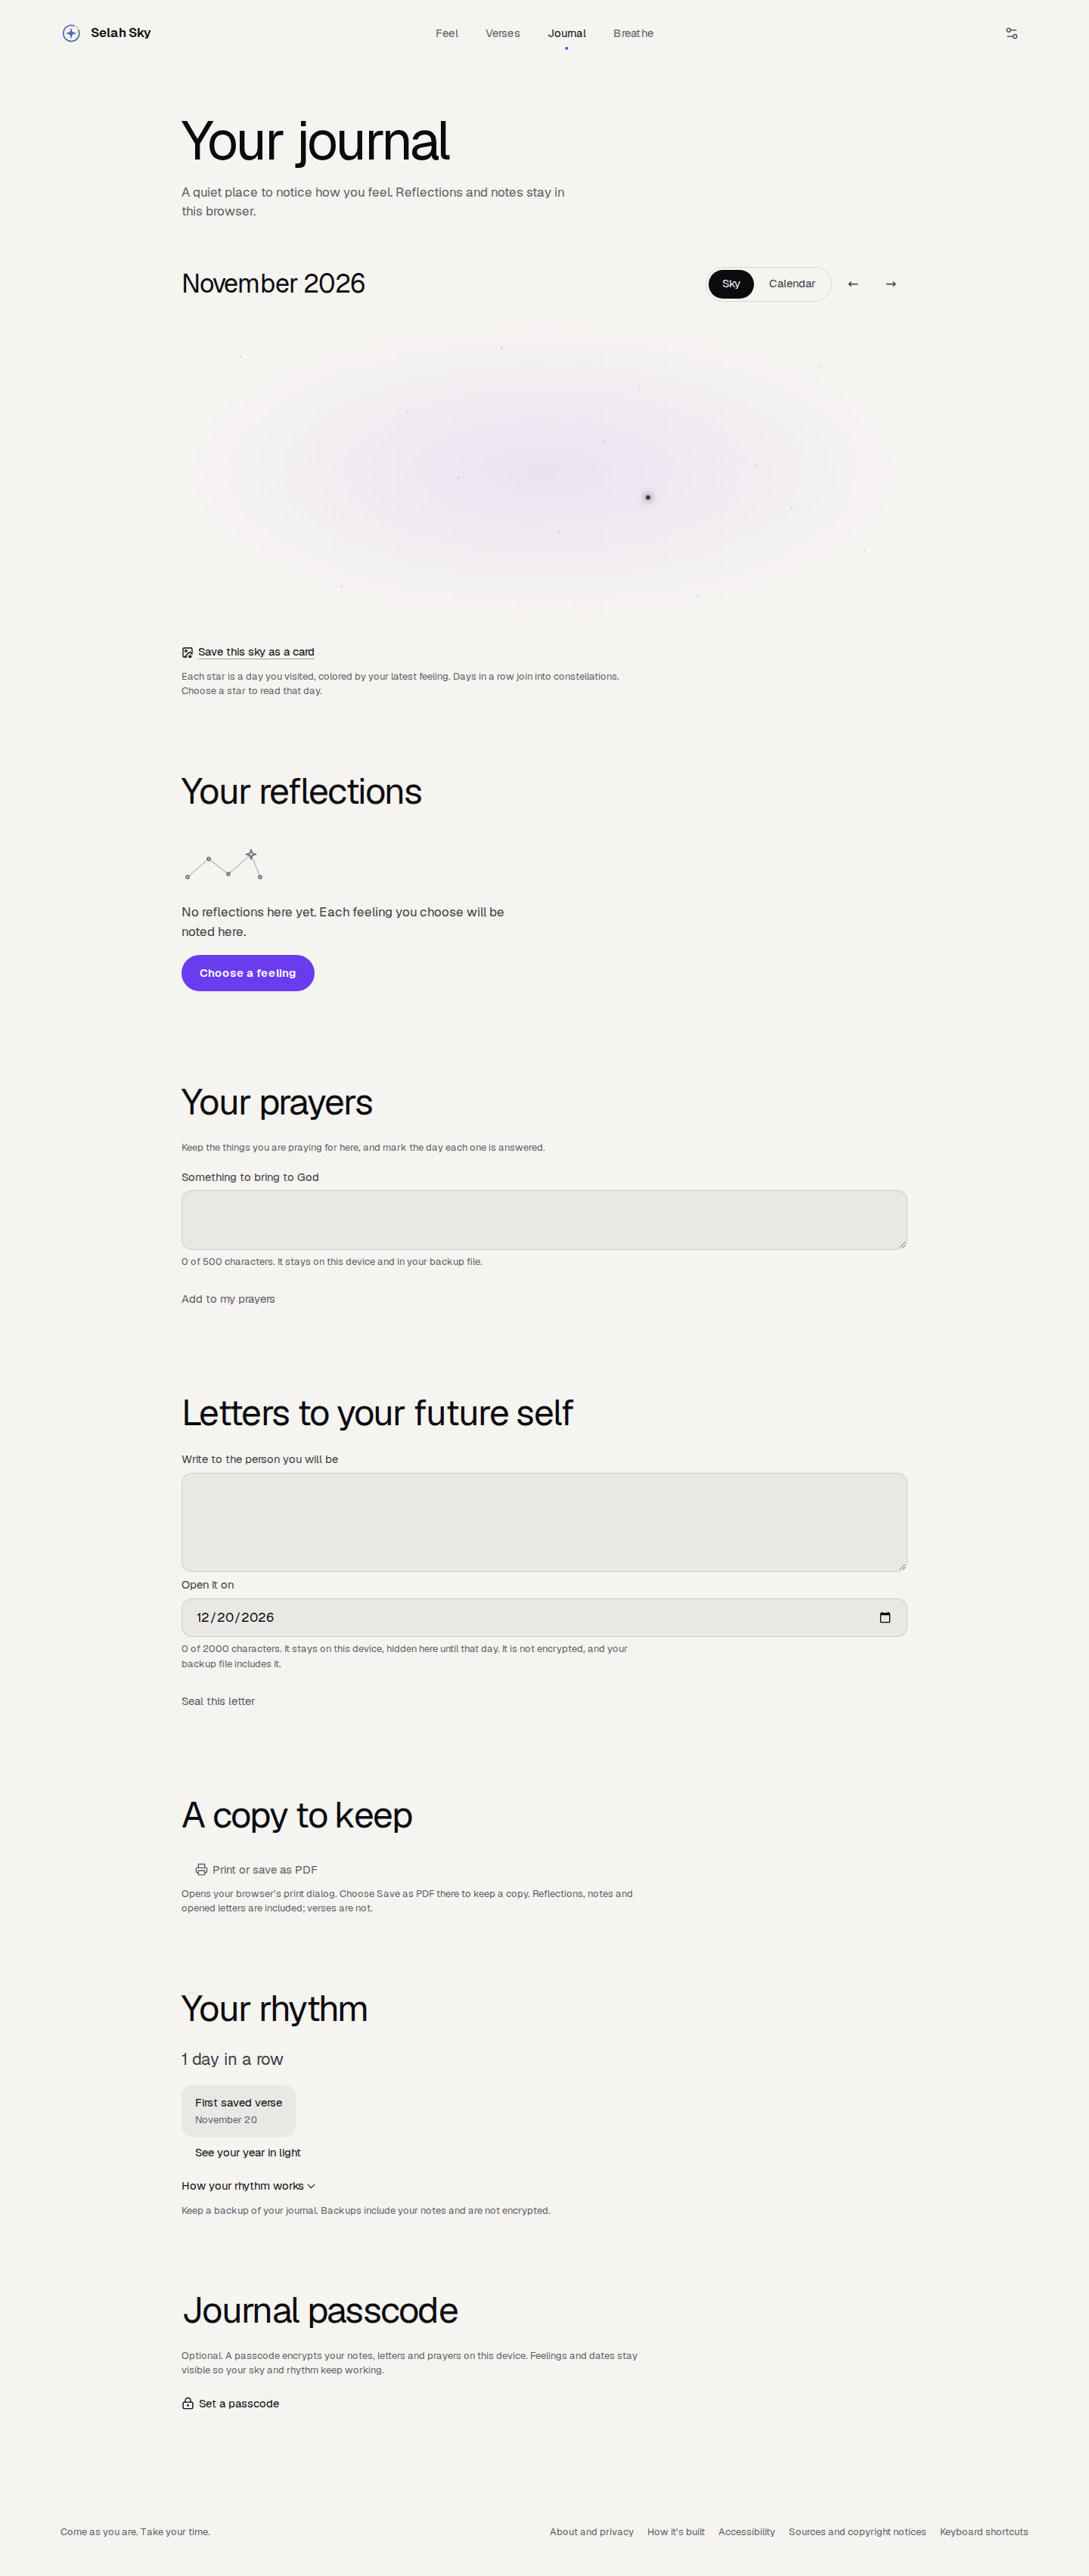 Selah Sky
Feel
Verses
Journal
Breathe
Your journal
A quiet place to notice how you feel. Reflections and notes stay in
this browser.
November 2026
Sky
Calendar
Save this sky as a card
Each star is a day you visited, colored by your latest feeling. Days in a row join into constellations.
Choose a star to read that day.
Your reflections
No reflections here yet. Each feeling you choose will be
noted here.
Choose a feeling
Your prayers
Keep the things you are praying for here, and mark the day each one is answered.
Something to bring to God
0 of 500 characters. It stays on this device and in your backup file.
Add to my prayers
Letters to your future self
Write to the person you will be
Open it on
12/20/2026
0 of 2000 characters. It stays on this device, hidden here until that day. It is not encrypted, and your
backup file includes it.
Seal this letter
A copy to keep
Print or save as PDF
Opens your browser's print dialog. Choose Save as PDF there to keep a copy. Reflections, notes and
opened letters are included; verses are not.
Your rhythm
1 day in a row
First saved verse
November 20
See your year in light
How your rhythm works
Keep a backup of your journal. Backups include your notes and are not encrypted.
Journal passcode
Optional. A passcode encrypts your notes, letters and prayers on this device. Feelings and dates stay
visible so your sky and rhythm keep working.
Set a passcode
Come as you are. Take your time.
About and privacy
How it's built
Accessibility
Sources and copyright notices
Keyboard shortcuts